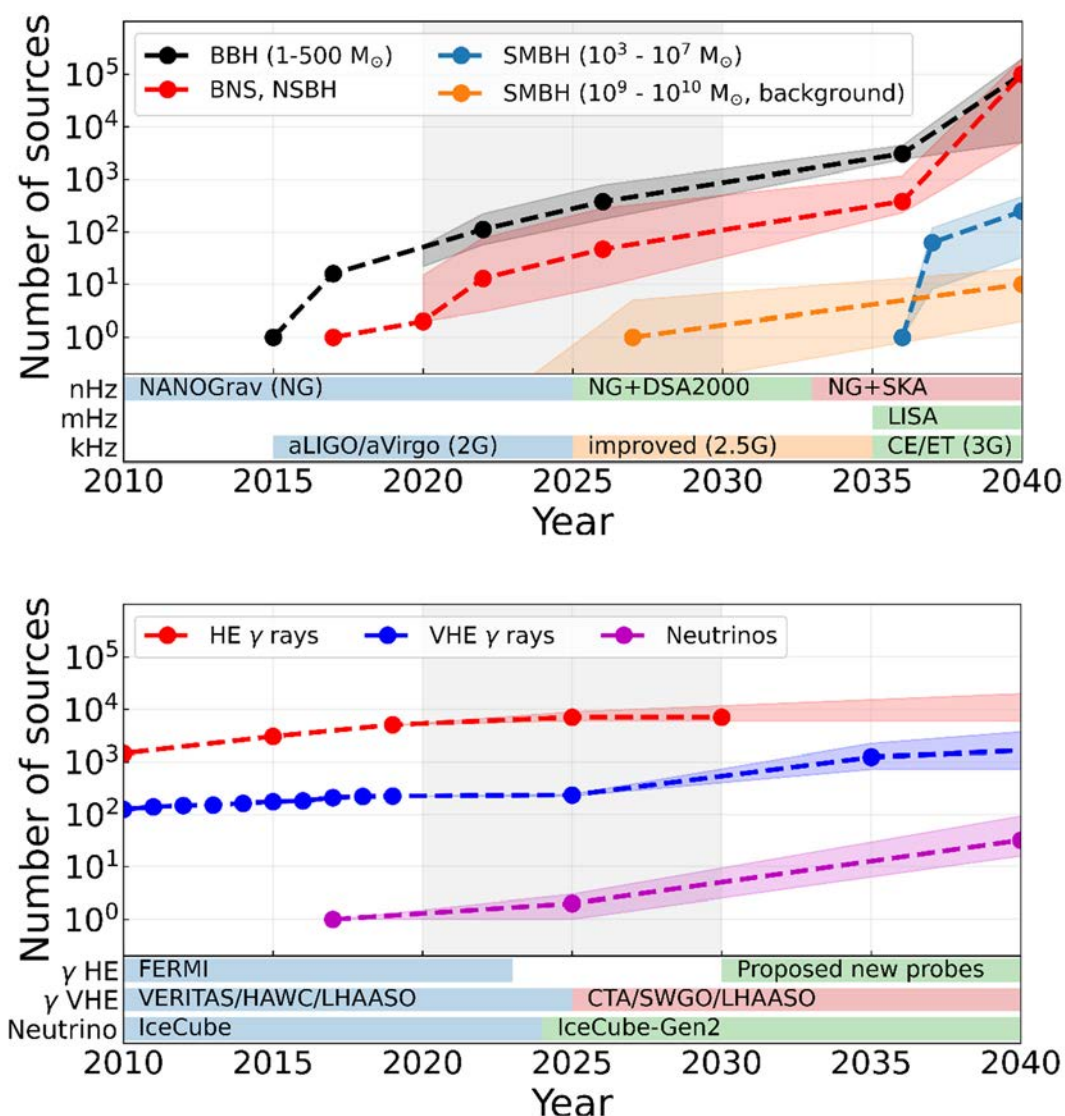 BBH (1-500 M☉)
BNS, NSBH
SMBH (10³ - 10⁷ M☉)
SMBH (10⁹ - 10¹⁰ M☉, background)
Number of sources
10⁵
10⁴
10³
10²
10¹
10⁰
nHz NANOGrav (NG) NG+DSA2000 NG+SKA
mHz LISA
kHz aLIGO/aVirgo (2G) improved (2.5G) CE/ET (3G)
2010 2015 2020 2025 2030 2035 2040
Year
HE γ rays VHE γ rays Neutrinos
Number of sources
10⁵
10⁴
10³
10²
10¹
10⁰
γ HE FERMI Proposed new probes
γ VHE VERITAS/HAWC/LHAASO CTA/SWGO/LHAASO
Neutrino IceCube IceCube-Gen2
2010 2015 2020 2025 2030 2035 2040
Year